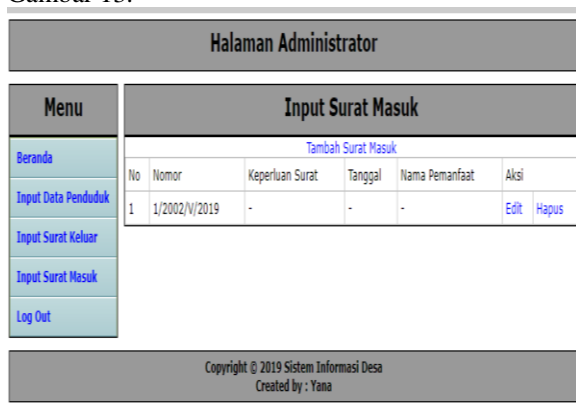 Halaman Administrator
Menu
Beranda
Input Data Penduduk
Input Surat Keluar
Input Surat Masuk
Log Out
Input Surat Masuk
Tambah Surat Masuk
No Nomor Keperluan Surat Tanggal Nama Pemanfaat Aksi
1 1/2002/V/2019 - - - Edit Hapus
Copyright © 2019 Sistem Informasi Desa
Created by : Yana